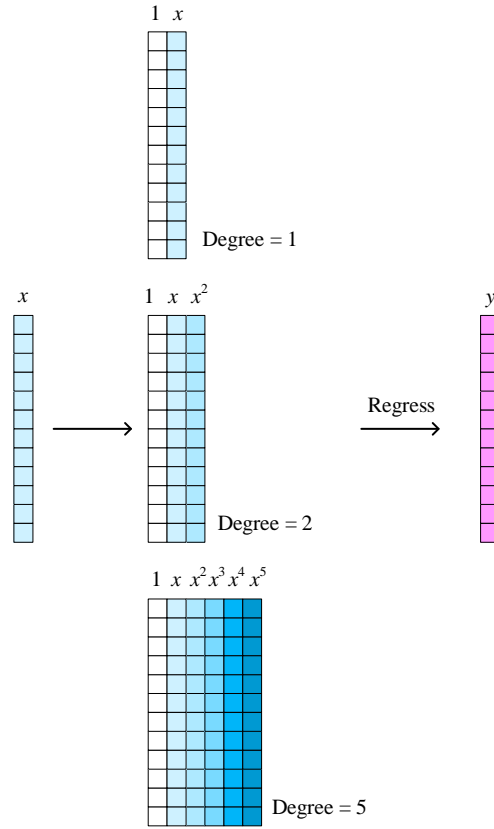 1 x
Degree = 1
x
1 x x²
Regress
y
Degree = 2
1 x x² x³ x⁴ x⁵
Degree = 5